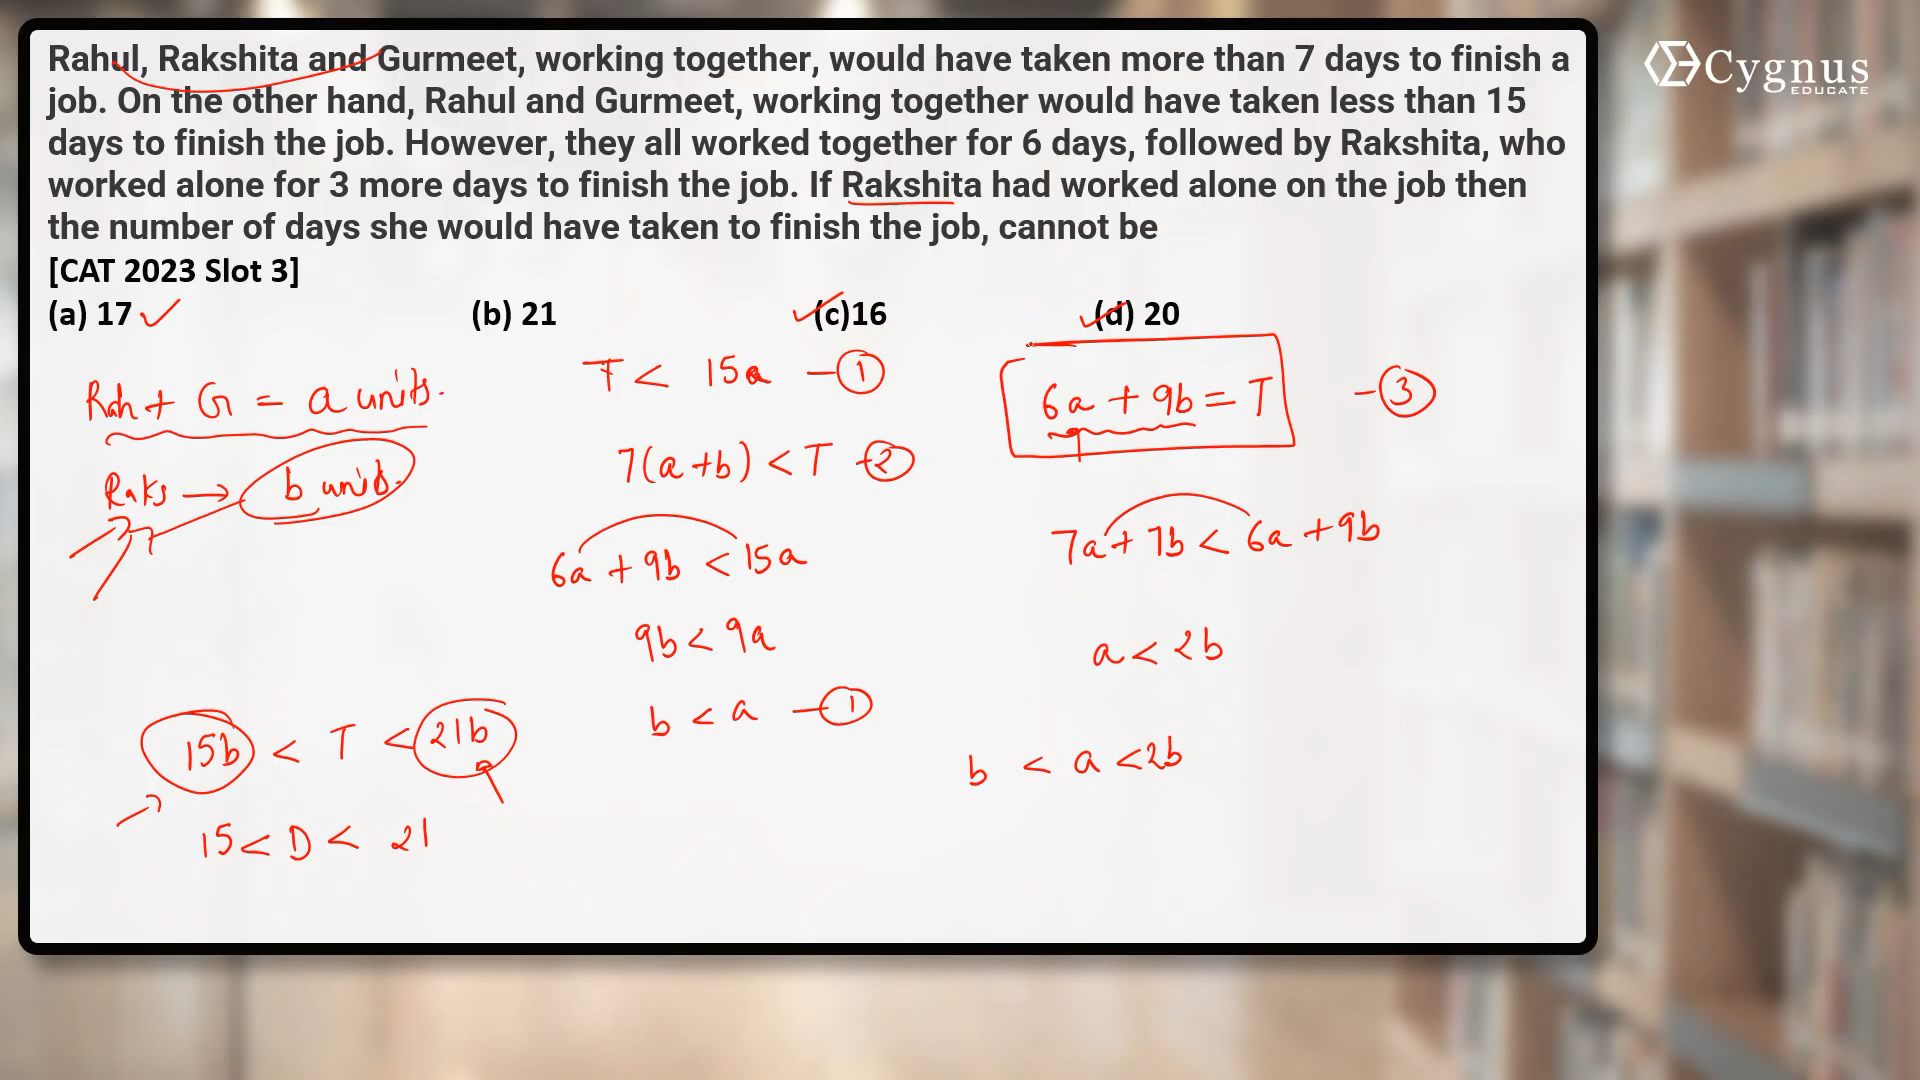 Rahul, Rakshita and Gurmeet, working together, would have taken more than 7 days to finish a
job. On the other hand, Rahul and Gurmeet, working together would have taken less than 15
days to finish the job. However, they all worked together for 6 days, followed by Rakshita, who
worked alone for 3 more days to finish the job. If Rakshita had worked alone on the job then
the number of days she would have taken to finish the job, cannot be
[CAT 2023 Slot 3]
(a) 17 (b) 21 (c)16 (d) 20
Cygnus
EDUCATE
Rah + G = a units.
Raks → b unit.
T < 15a - 1
7(a+b) < T - 2
6a + 9b < 15a
9b < 9a
b < a - 1
6a + 9b = T - 3
7a + 7b < 6a + 9b
a < 2b
b < a < 2b
15b < T < 21b
15 < D < 21